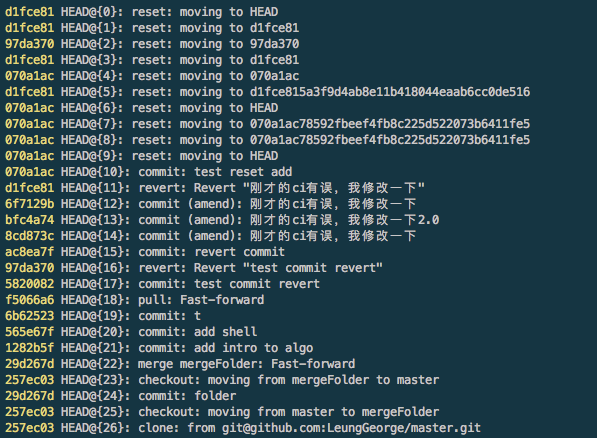 d1fce81 HEAD@{0}: reset: moving to HEAD
d1fce81 HEAD@{1}: reset: moving to d1fce81
97da370 HEAD@{2}: reset: moving to 97da370
d1fce81 HEAD@{3}: reset: moving to d1fce81
070a1ac HEAD@{4}: reset: moving to 070a1ac
d1fce81 HEAD@{5}: reset: moving to d1fce815a3f9d4ab8e11b418044eaab6cc0de516
070a1ac HEAD@{6}: reset: moving to HEAD
070a1ac HEAD@{7}: reset: moving to 070a1ac78592fbeef4fb8c225d522073b6411fe5
070a1ac HEAD@{8}: reset: moving to 070a1ac78592fbeef4fb8c225d522073b6411fe5
070a1ac HEAD@{9}: reset: moving to HEAD
070a1ac HEAD@{10}: commit: test reset add
d1fce81 HEAD@{11}: revert: Revert "刚才的ci有误，我修改一下"
6f7129b HEAD@{12}: commit (amend): 刚才的ci有误，我修改一下
bfc4a74 HEAD@{13}: commit (amend): 刚才的ci有误，我修改一下2.0
8cd873c HEAD@{14}: commit (amend): 刚才的ci有误，我修改一下
ac8ea7f HEAD@{15}: commit: revert commit
97da370 HEAD@{16}: revert: Revert "test commit revert"
5820082 HEAD@{17}: commit: test commit revert
f5066a6 HEAD@{18}: pull: Fast-forward
6b62523 HEAD@{19}: commit: t
565e67f HEAD@{20}: commit: add shell
1282b5f HEAD@{21}: commit: add intro to algo
29d267d HEAD@{22}: merge mergeFolder: Fast-forward
257ec03 HEAD@{23}: checkout: moving from mergeFolder to master
29d267d HEAD@{24}: commit: folder
257ec03 HEAD@{25}: checkout: moving from master to mergeFolder
257ec03 HEAD@{26}: clone: from git@github.com:LeungGeorge/master.git